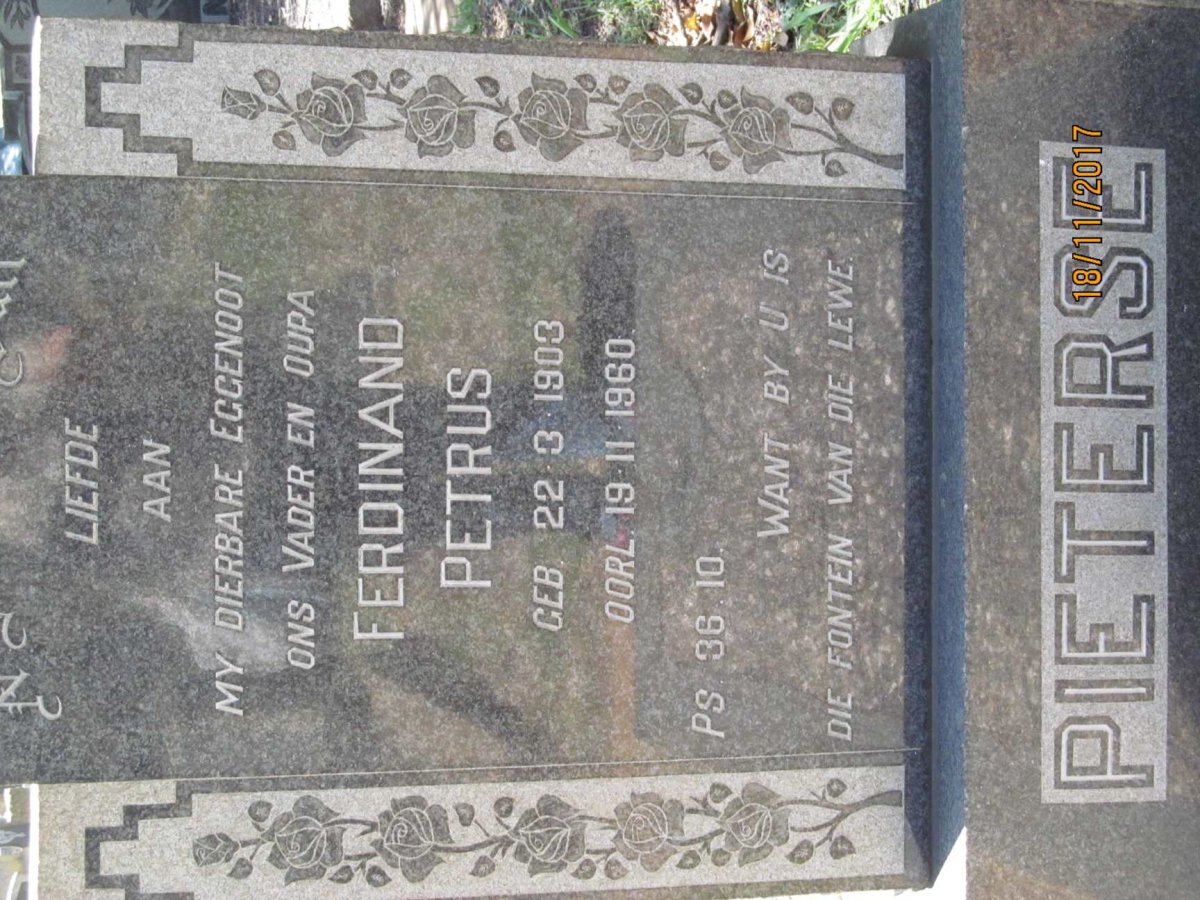 LIEFDE
AAN
MY DIERBARE EGGENOOT
ONS VADER EN OUPA
FERDINAND
PETRUS
GEB. 22 3 1903
OORL. 19 11 1960
PS. 36 10.
WANT BY U IS
DIE FONTEIN VAN DIE LEWE.
PIETERSE
18/11/2017